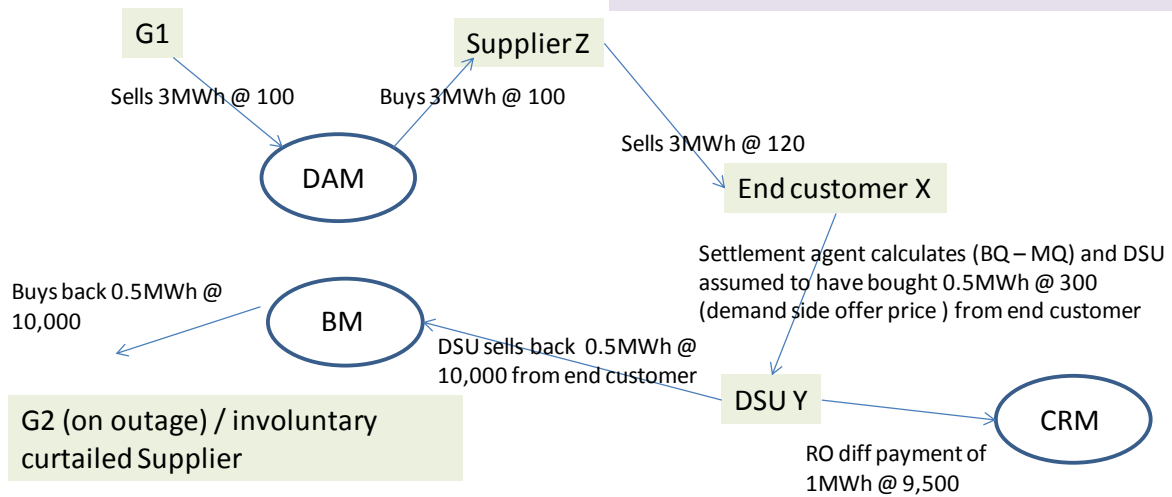 G1
Supplier Z
Sells 3MWh @ 100
Buys 3MWh @ 100
Sells 3MWh @ 120
DAM
End customer X
Settlement agent calculates (BQ – MQ) and DSU
assumed to have bought 0.5MWh @ 300
(demand side offer price ) from end customer
Buys back 0.5MWh @
10,000
BM
DSU sells back 0.5MWh @
10,000 from end customer
DSU Y
CRM
G2 (on outage) / involuntary
curtailed Supplier
RO diff payment of
1MWh @ 9,500